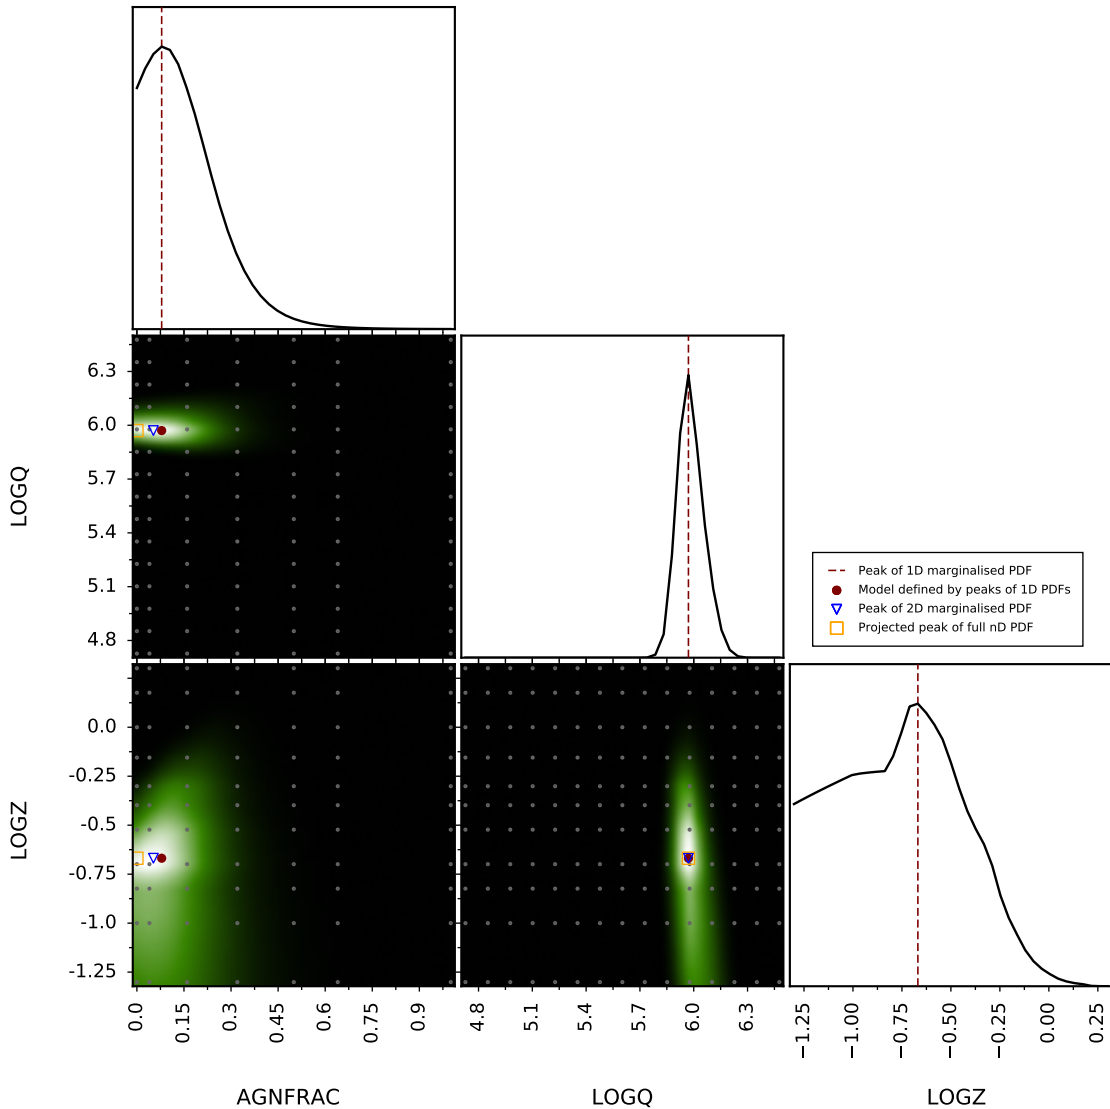 6.3
6.0
5.7
5.4
5.1
4.8
LOGQ
Peak of 1D marginalised PDF
Model defined by peaks of 1D PDFs
Peak of 2D marginalised PDF
Projected peak of full nD PDF
0.0
-0.25
-0.5
-0.75
-1.0
-1.25
LOGZ
0.0 0.15 0.3 0.45 0.6 0.75 0.9
4.8 5.1 5.4 5.7 6.0 6.3
−1.25 −1.00 −0.75 −0.50 −0.25 0.00 0.25
AGNFRAC LOGQ LOGZ